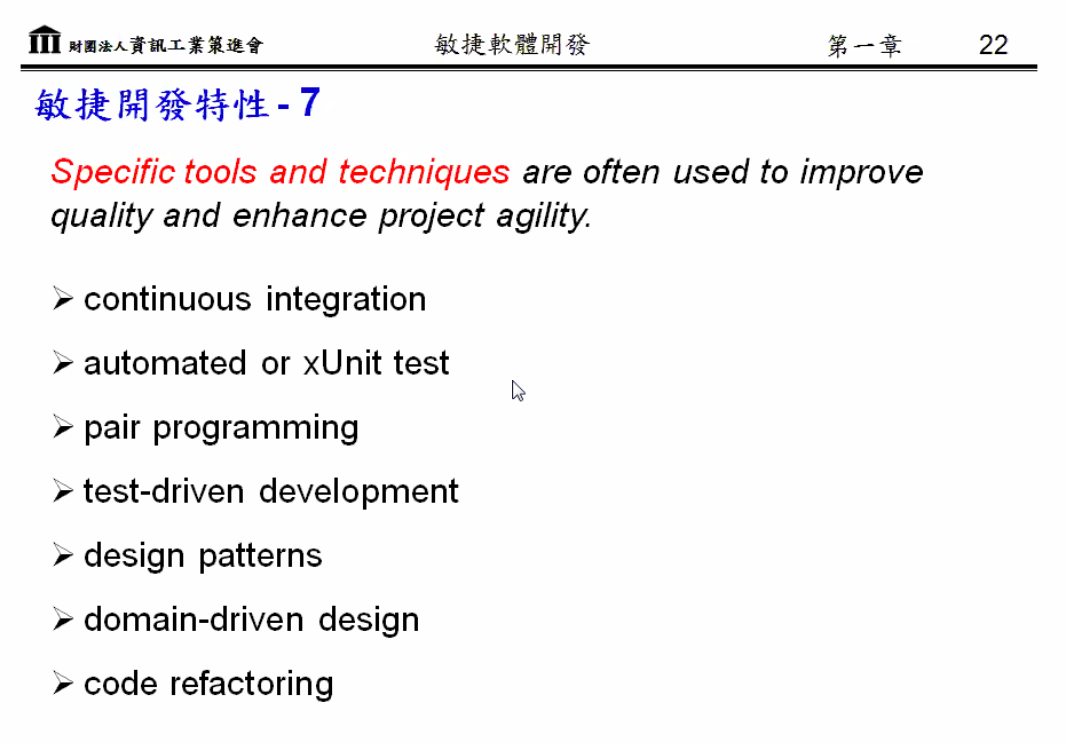 財團法人資訊工業策進會 敏捷軟體開發 第一章 22
敏捷開發特性 - 7
Specific tools and techniques are often used to improve
quality and enhance project agility.
➢ continuous integration
➢ automated or xUnit test
➢ pair programming
➢ test-driven development
➢ design patterns
➢ domain-driven design
➢ code refactoring